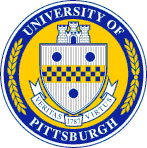 UNIVERSITY OF
VERITAS 1787 VIRTUS
PITTSBURGH